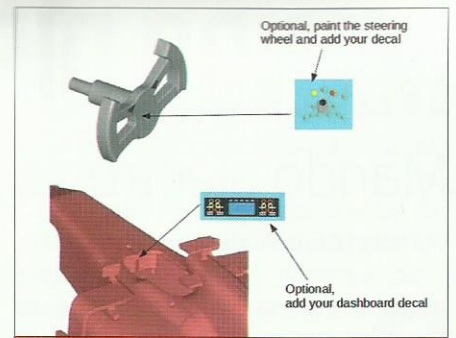 Optional, paint the steering
wheel and add your decal
Optional,
add your dashboard decal